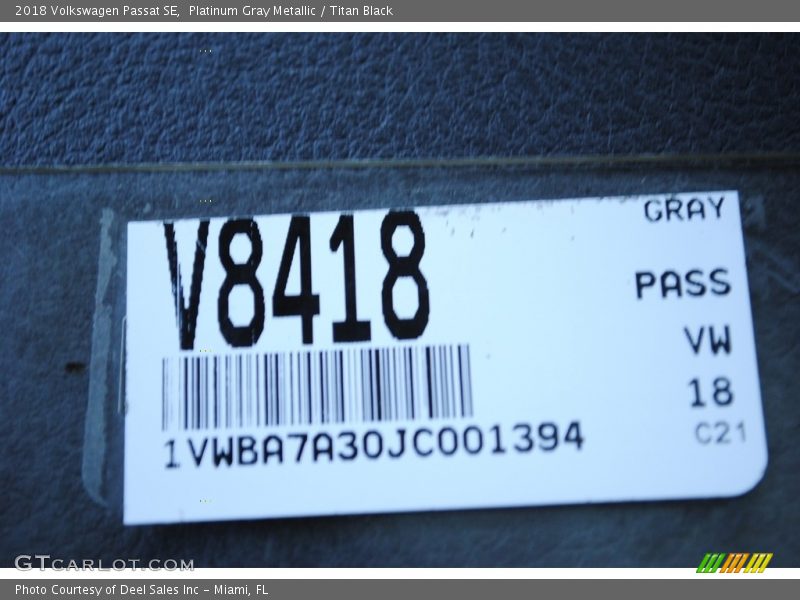 2018 Volkswagen Passat SE,  Platinum Gray Metallic / Titan Black
GRAY
V8418
PASS
VW
18
C21
1VWBA7A30JC001394
GTCARLOT.COM
Photo Courtesy of Deel Sales Inc – Miami, FL